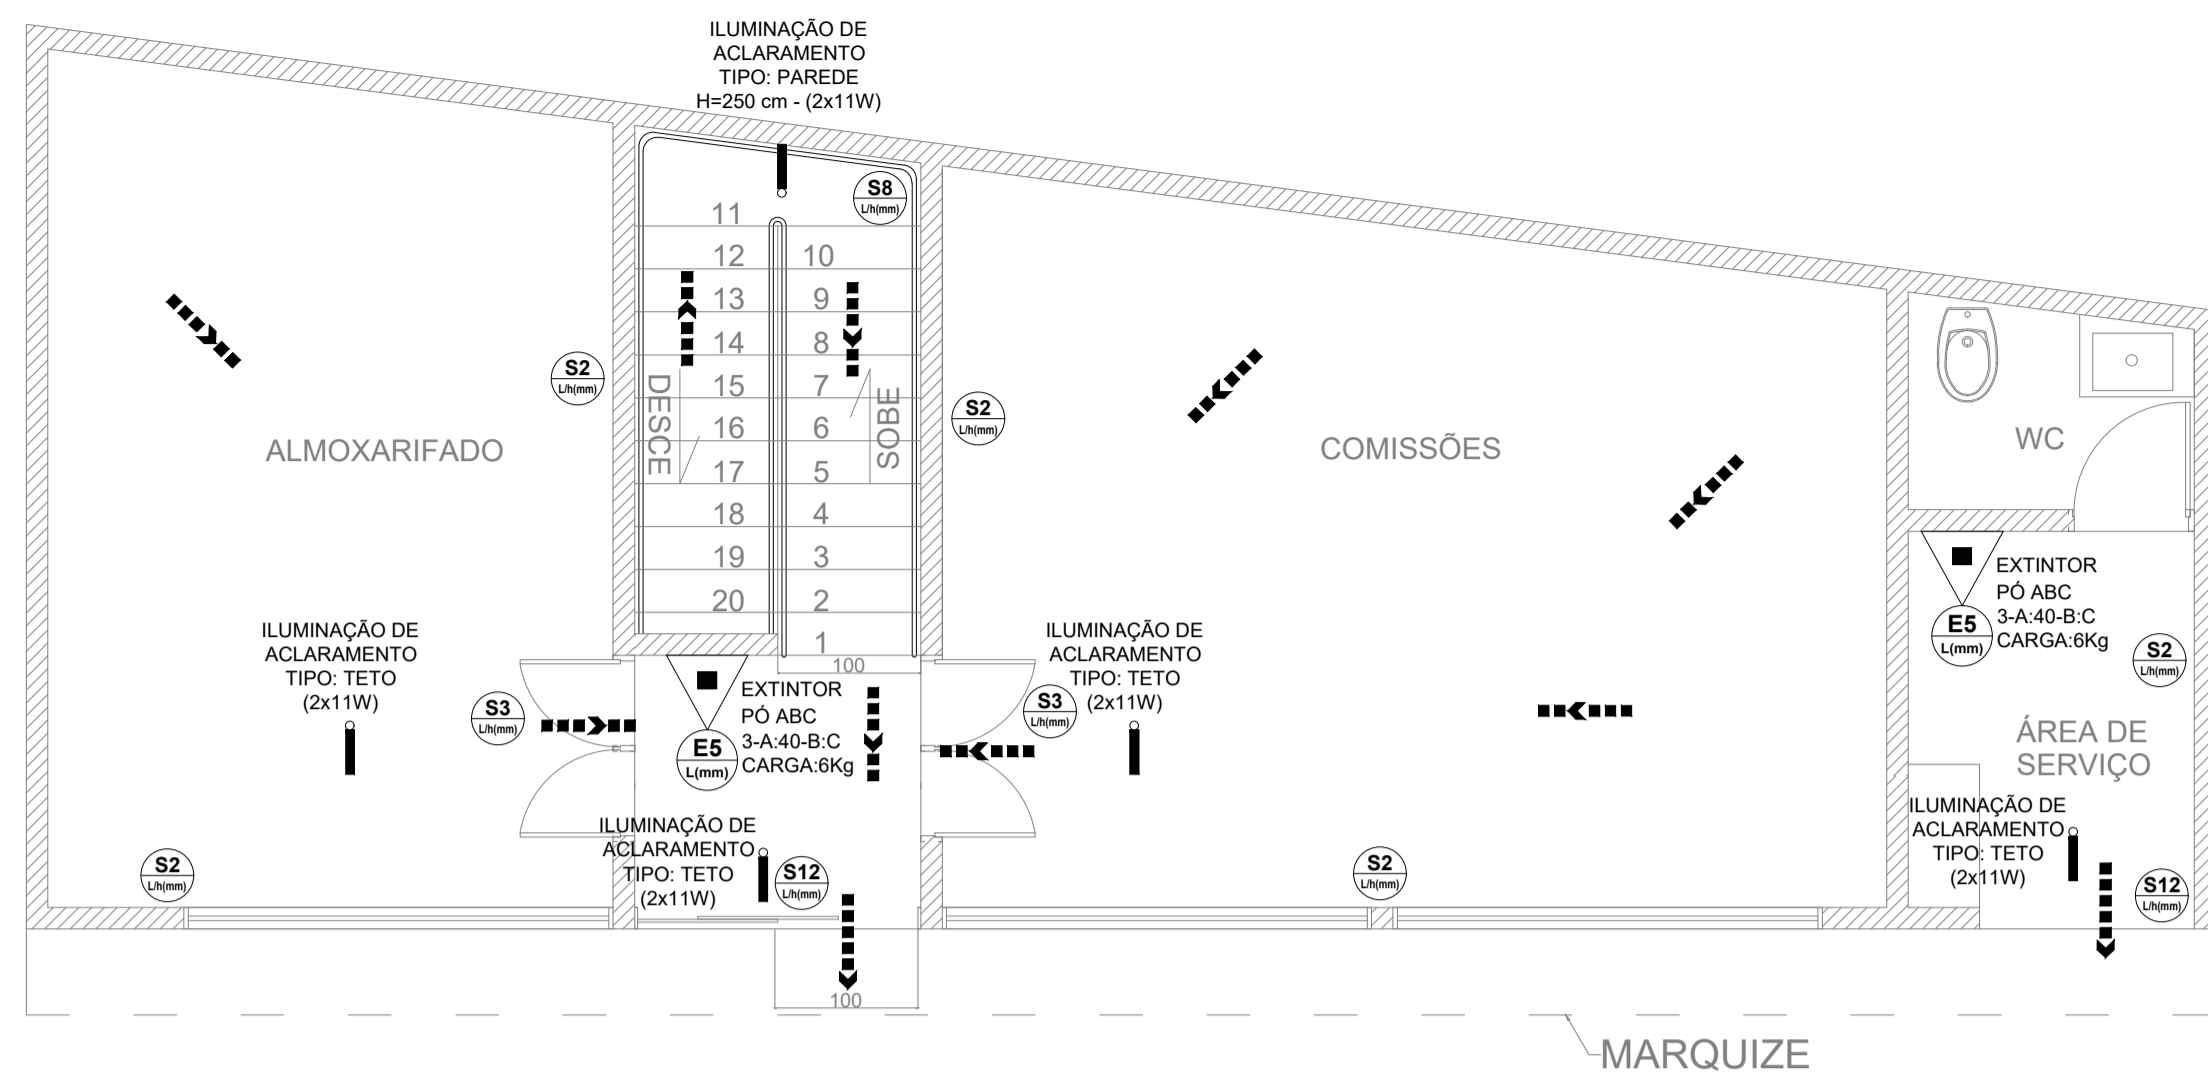 ILUMINAÇÃO DE
ACLARAMENTO
TIPO: PAREDE
H=250 cm - (2x11W)
S8
L/h(mm)
11
12
10
13
9
14
8
15
7
16
6
17
5
18
4
19
3
20
2
1
100
DESCE
SOBE
S2
L/h(mm)
ALMOXARIFADO
S2
L/h(mm)
COMISSÕES
WC
EXTINTOR
PÓ ABC
3-A:40-B:C
CARGA:6Kg
E5
L(mm)
S2
L/h(mm)
ILUMINAÇÃO DE
ACLARAMENTO
TIPO: TETO
(2x11W)
S3
L/h(mm)
EXTINTOR
PÓ ABC
3-A:40-B:C
CARGA:6Kg
E5
L(mm)
ILUMINAÇÃO DE
ACLARAMENTO
TIPO: TETO
(2x11W)
S3
L/h(mm)
ÁREA DE
SERVIÇO
ILUMINAÇÃO DE
ACLARAMENTO
TIPO: TETO
(2x11W)
S12
L/h(mm)
S2
L/h(mm)
ILUMINAÇÃO DE
ACLARAMENTO
TIPO: TETO
(2x11W)
S12
L/h(mm)
S2
L/h(mm)
100
MARQUIZE